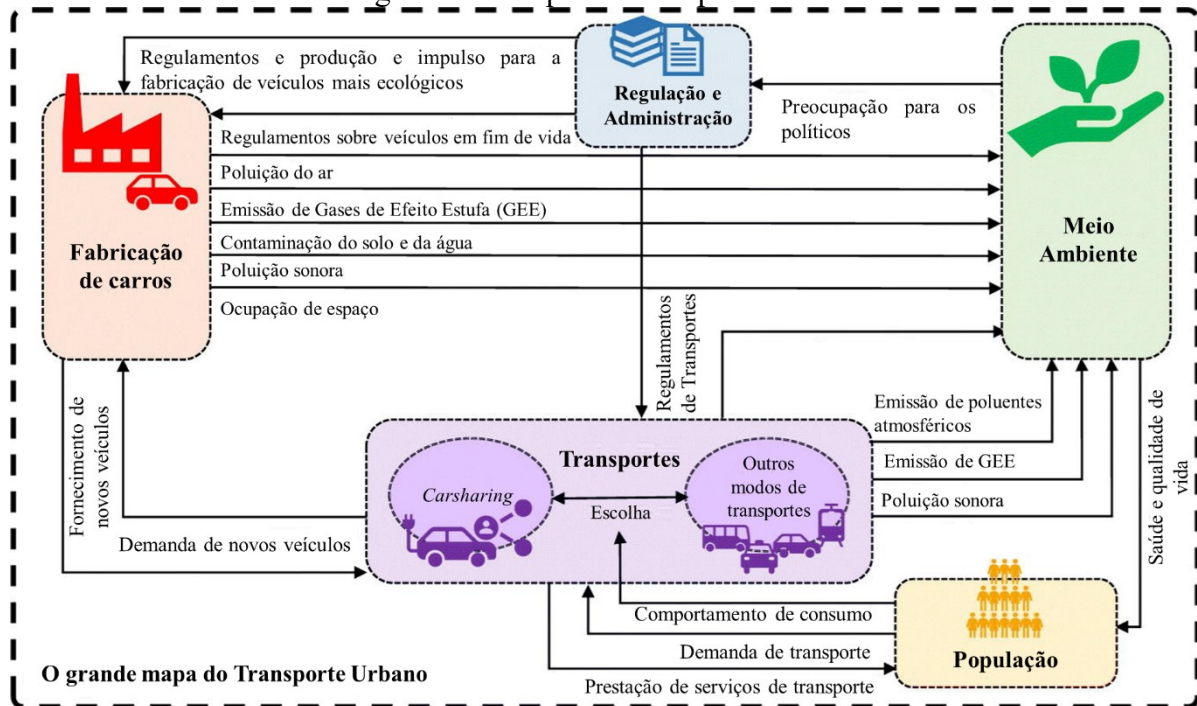 Regulamentos e produção e impulso para a
fabricação de veículos mais ecológicos
Regulação e
Administração
Preocupação para os
políticos
Regulamentos sobre veículos em fim de vida
Poluição do ar
Emissão de Gases de Efeito Estufa (GEE)
Contaminação do solo e da água
Poluição sonora
Ocupação de espaço
Fabricação
de carros
Meio
Ambiente
Regulamentos
de Transportes
Fornecimento de
novos veículos
Demanda de novos veículos
Transportes
Carsharing
Escolha
Outros
modos de
transportes
Emissão de poluentes
atmosféricos
Emissão de GEE
Poluição sonora
Saúde e qualidade de
vida
Comportamento de consumo
Demanda de transporte
Prestação de serviços de transporte
População
O grande mapa do Transporte Urbano